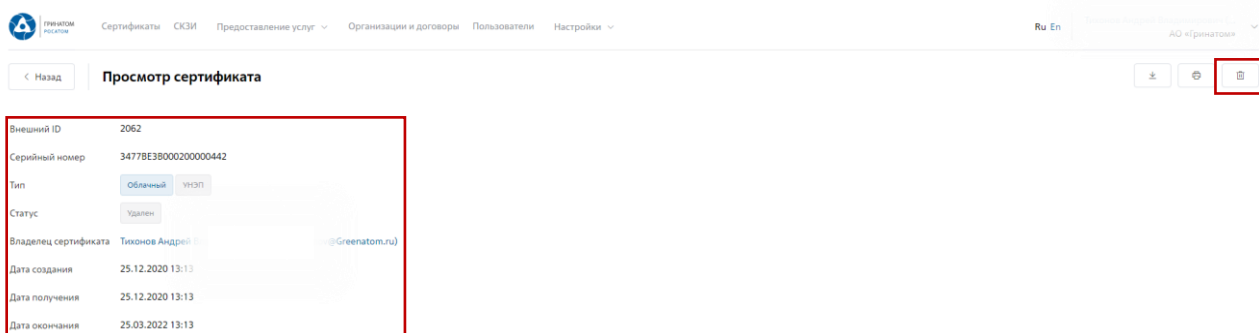 ГРИНАТОМ
РОСАТОМ
Сертификаты СКЗИ Предоставление услуг Организации и договоры Пользователи Настройки
Ru En
АО «Гринатом»
< Назад
Просмотр сертификата
Внешний ID 2062
Серийный номер 3477BE3B000200000442
Тип Облачный УНЭП
Статус Удален
Владелец сертификата Тихонов Андрей @Greenatom.ru)
Дата создания 25.12.2020 13:13
Дата получения 25.12.2020 13:13
Дата окончания 25.03.2022 13:13